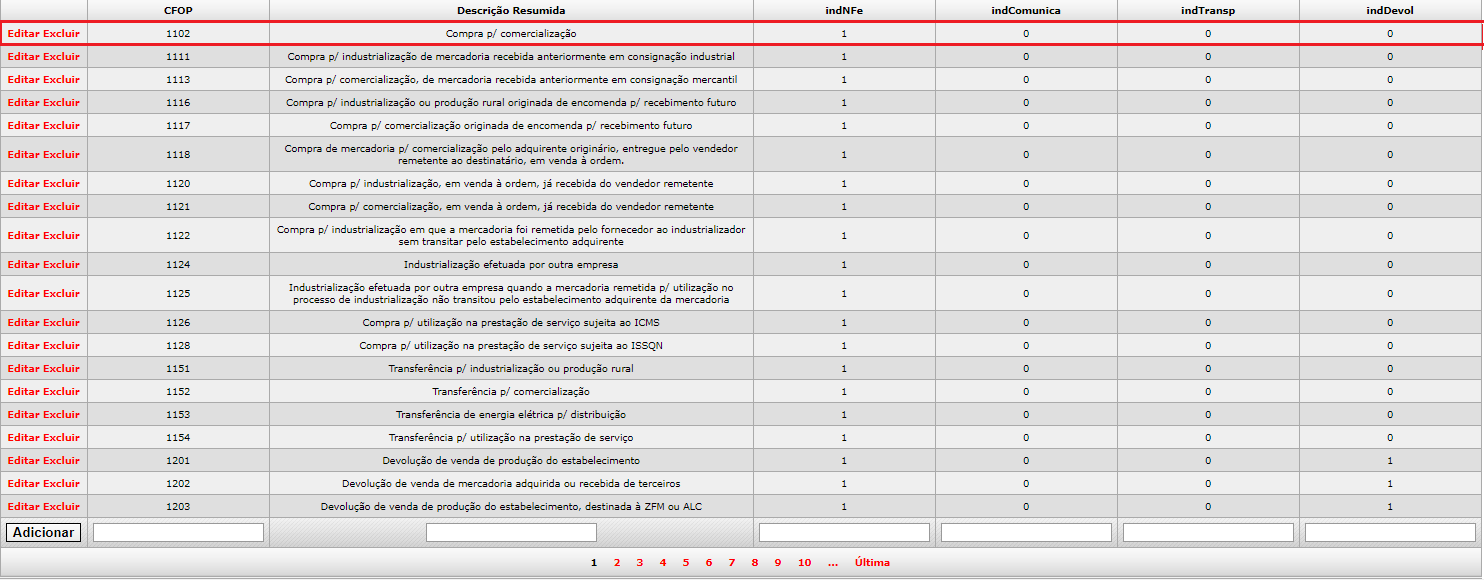 CFOP Descrição Resumida indNFe indComunica indTransp indDevol
Editar Excluir 1102 Compra p/ comercialização 1 0 0 0
Editar Excluir 1111 Compra p/ industrialização de mercadoria recebida anteriormente em consignação industrial 1 0 0 0
Editar Excluir 1113 Compra p/ comercialização, de mercadoria recebida anteriormente em consignação mercantil 1 0 0 0
Editar Excluir 1116 Compra p/ industrialização ou produção rural originada de encomenda p/ recebimento futuro 1 0 0 0
Editar Excluir 1117 Compra p/ comercialização originada de encomenda p/ recebimento futuro 1 0 0 0
Editar Excluir 1118 Compra de mercadoria p/ comercialização pelo adquirente originário, entregue pelo vendedor
remetente ao destinatário, em venda à ordem. 1 0 0 0
Editar Excluir 1120 Compra p/ industrialização, em venda à ordem, já recebida do vendedor remetente 1 0 0 0
Editar Excluir 1121 Compra p/ comercialização, em venda à ordem, já recebida do vendedor remetente 1 0 0 0
Editar Excluir 1122 Compra p/ industrialização em que a mercadoria foi remetida pelo fornecedor ao industrializador
sem transitar pelo estabelecimento adquirente 1 0 0 0
Editar Excluir 1124 Industrialização efetuada por outra empresa 1 0 0 0
Editar Excluir 1125 Industrialização efetuada por outra empresa quando a mercadoria remetida p/ utilização no
processo de industrialização não transitou pelo estabelecimento adquirente da mercadoria 1 0 0 0
Editar Excluir 1126 Compra p/ utilização na prestação de serviço sujeita ao ICMS 1 0 0 0
Editar Excluir 1128 Compra p/ utilização na prestação de serviço sujeita ao ISSQN 1 0 0 0
Editar Excluir 1151 Transferência p/ industrialização ou produção rural 1 0 0 0
Editar Excluir 1152 Transferência p/ comercialização 1 0 0 0
Editar Excluir 1153 Transferência de energia elétrica p/ distribuição 1 0 0 0
Editar Excluir 1154 Transferência p/ utilização na prestação de serviço 1 0 0 0
Editar Excluir 1201 Devolução de venda de produção do estabelecimento 1 0 0 1
Editar Excluir 1202 Devolução de venda de mercadoria adquirida ou recebida de terceiros 1 0 0 1
Editar Excluir 1203 Devolução de venda de produção do estabelecimento, destinada à ZFM ou ALC 1 0 0 1
Adicionar
1 2 3 4 5 6 7 8 9 10 ... Última